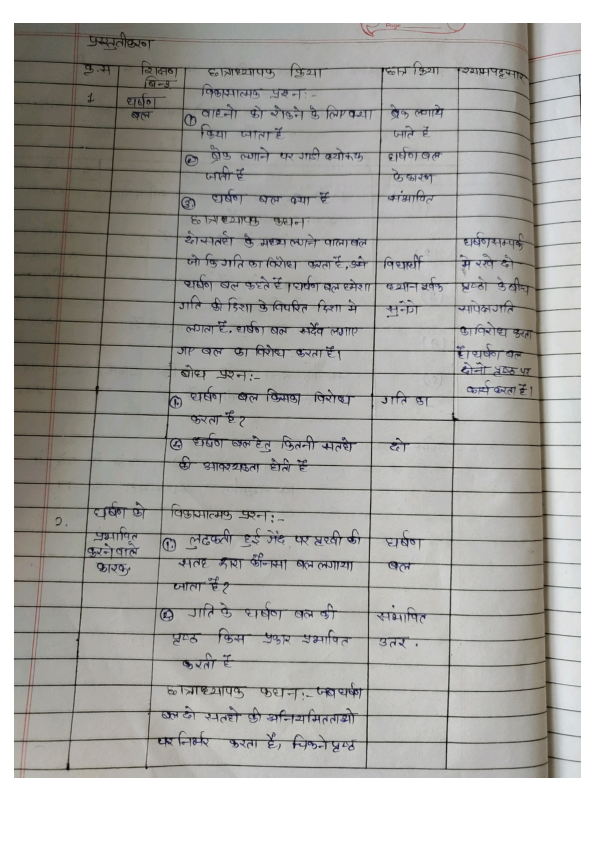 Page
प्रस्तुतीकरण
क्र.स शिक्षण बिन्दु छात्राध्यापक क्रिया छात्र क्रिया श्यामपट्टसार
विकासात्मक प्रश्न:-
1 घर्षण ① वाहनो को रोकने के लिए क्या ब्रेक लगाये
बल किया जाता है जाते है
② ब्रेक लगाने पर गाडी क्यो रुक घर्षण बल
जाती है के कारण
③ घर्षण बल क्या है संभावित
छात्राध्यापक कथन
दो सतहो के मध्य लगने वाला बल घर्षण सम्पर्क
जो कि गति का विरोध करता है, उसे विद्यार्थी मे रखे दो
घर्षण बल कहते है। घर्षण बल हमेशा ध्यान पूर्वक पृष्ठो के बीच
गति की दिशा के विपरित दिशा मे सुनेगे सापेक्ष गति
लगता है, घर्षण बल सदैव लगाए का विरोध करता
गए बल का विरोध करता है। है। घर्षण बल
बोध प्रश्न:- दोनो पृष्ठ पर
① घर्षण बल किसका विरोध गति का कार्य करता है।
करता है?
② घर्षण बल हेतु कितनी सतहो दो
की आवश्यकता होती है
2. घर्षण को विकासात्मक प्रश्न:-
प्रभावित ①. लुढकती हुई गेंद पर पृथ्वी की घर्षण
करने वाले सतह द्वारा कौनसा बल लगाया बल
कारक जाता है?
② गति के घर्षण बल को संभावित
पृष्ठ किस प्रकार प्रभावित उत्तर.
करती है
छात्राध्यापक कथन:- जब घर्षण
बल दो सतहो की अनियमितताओ
पर निर्भर करता है, चिकने पृष्ठ